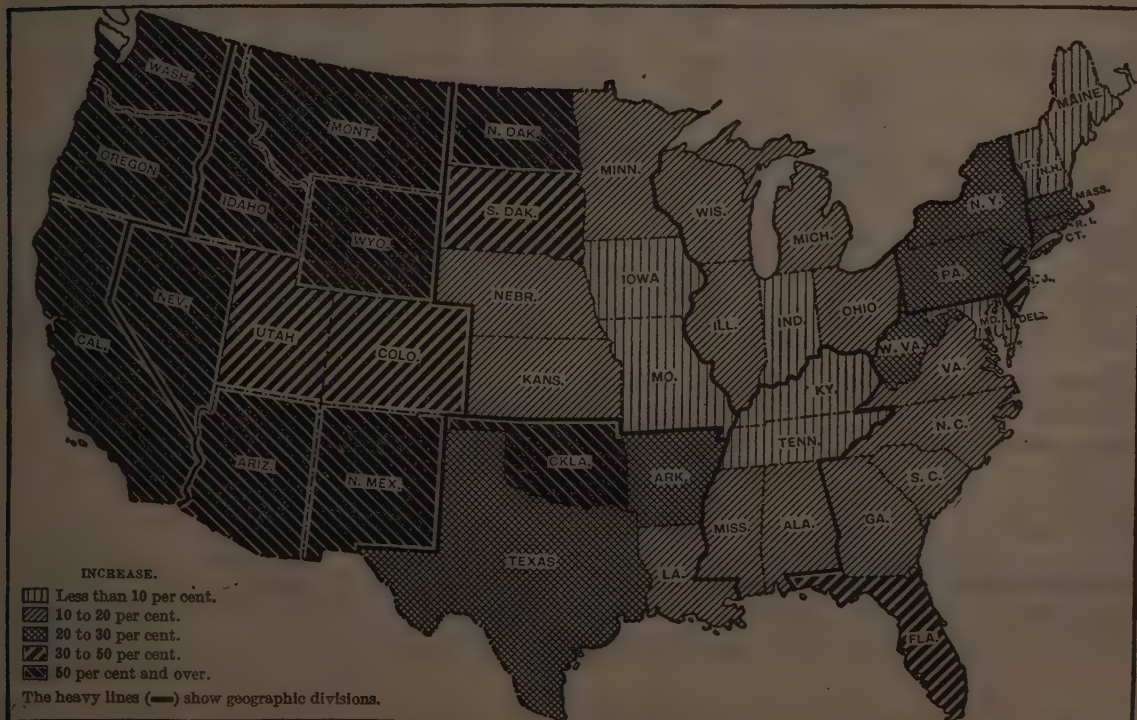 WASH.
MONT.
N. DAK.
MINN.
MAINE
OREGON
IDAHO
S. DAK.
WIS.
MICH.
VT.
N.H.
N. Y.
MASS.
R. I.
CT.
WYO.
IOWA
NEBR.
PA.
N. J.
NEV.
UTAH
COLO.
ILL.
IND.
OHIO
MD.
DEL.
CAL.
KANS.
MO.
W. VA.
VA.
KY.
TENN.
N. C.
ARIZ.
N. MEX.
OKLA.
ARK.
S. C.
MISS.
ALA.
GA.
TEXAS
LA.
FLA.
INCREASE.
Less than 10 per cent.
10 to 20 per cent.
20 to 30 per cent.
30 to 50 per cent.
50 per cent and over.
The heavy lines (▬) show geographic divisions.